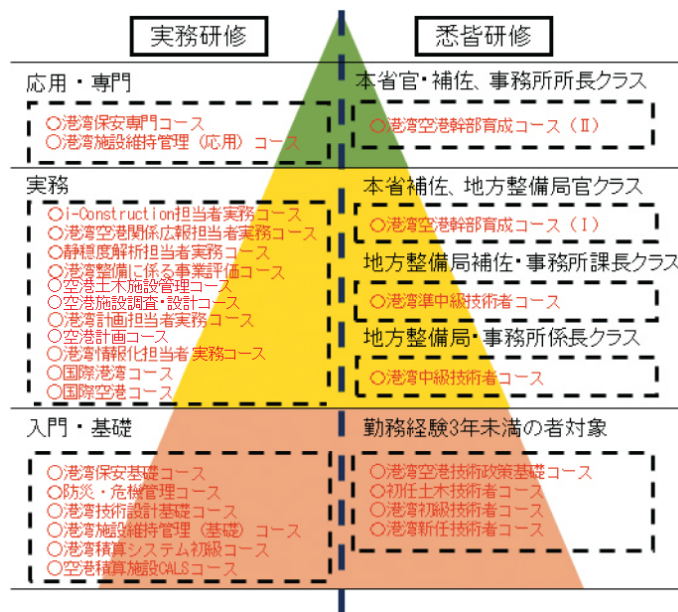 実務研修
悉皆研修
応用・専門
○港湾保安専門コース
○港湾施設維持管理（応用）コース
本省官・補佐、事務所所長クラス
○港湾空港幹部育成コース（Ⅱ）
実務
○i-Construction担当者実務コース
○港湾空港関係広報担当者実務コース
○静穏度解析担当者実務コース
○港湾整備に係る事業評価コース
○空港土木施設管理コース
○空港施設調査・設計コース
○港湾計画担当者実務コース
○空港計画コース
○港湾情報化担当者実務コース
○国際港湾コース
○国際空港コース
本省補佐、地方整備局官クラス
○港湾空港幹部育成コース（Ⅰ）
地方整備局補佐・事務所課長クラス
○港湾準中級技術者コース
地方整備局・事務所係長クラス
○港湾中級技術者コース
入門・基礎
○港湾保安基礎コース
○防災・危機管理コース
○港湾技術設計基礎コース
○港湾施設維持管理（基礎）コース
○港湾積算システム初級コース
○空港積算施設CALSコース
勤務経験3年未満の者対象
○港湾空港技術政策基礎コース
○初任土木技術者コース
○港湾初級技術者コース
○港湾新任技術者コース